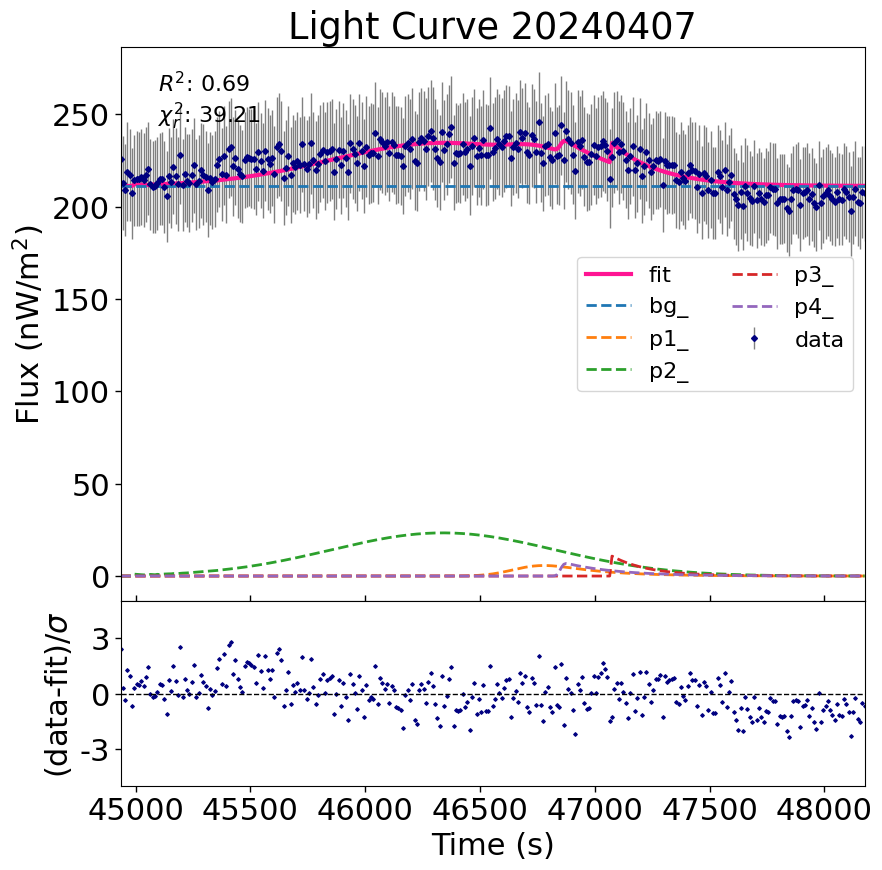 Light Curve 20240407
R²: 0.69
χ²ᵣ: 39.21
Flux (nW/m²)
250
200
150
100
50
0
fit
bg_
p1_
p2_
p3_
p4_
data
(data-fit)/σ
3
0
-3
45000 45500 46000 46500 47000 47500 48000
Time (s)